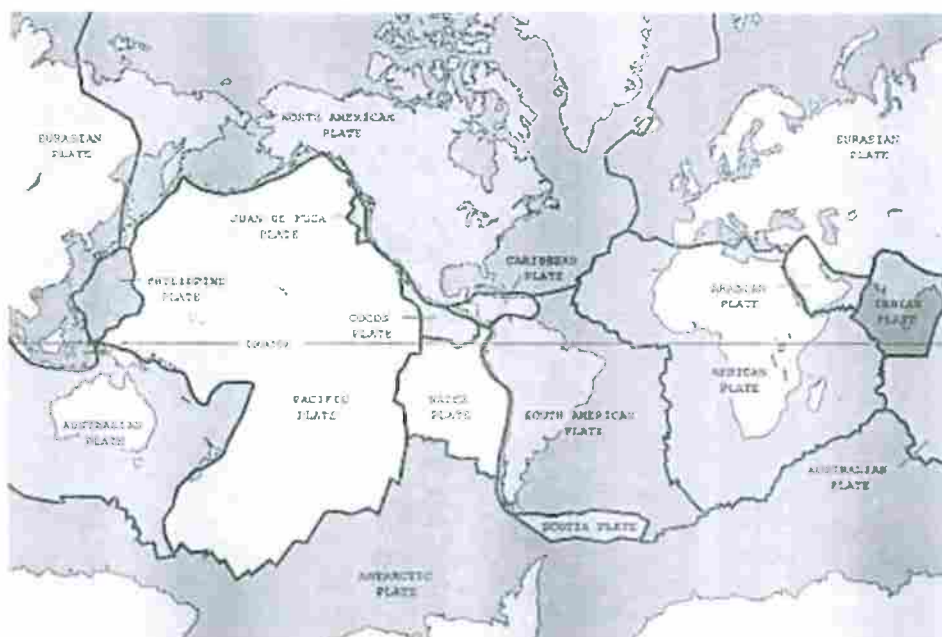 NORTH AMERICAN
PLATE
EURASIAN
PLATE
EURASIAN
PLATE
JUAN DE FUCA
PLATE
CARIBBEAN
PLATE
PHILIPPINE
PLATE
ARABIAN
PLATE
INDIAN
PLATE
COCOS
PLATE
EQUATOR
AFRICAN
PLATE
PACIFIC
PLATE
NAZCA
PLATE
SOUTH AMERICAN
PLATE
AUSTRALIAN
PLATE
AUSTRALIAN
PLATE
SCOTIA PLATE
ANTARCTIC
PLATE